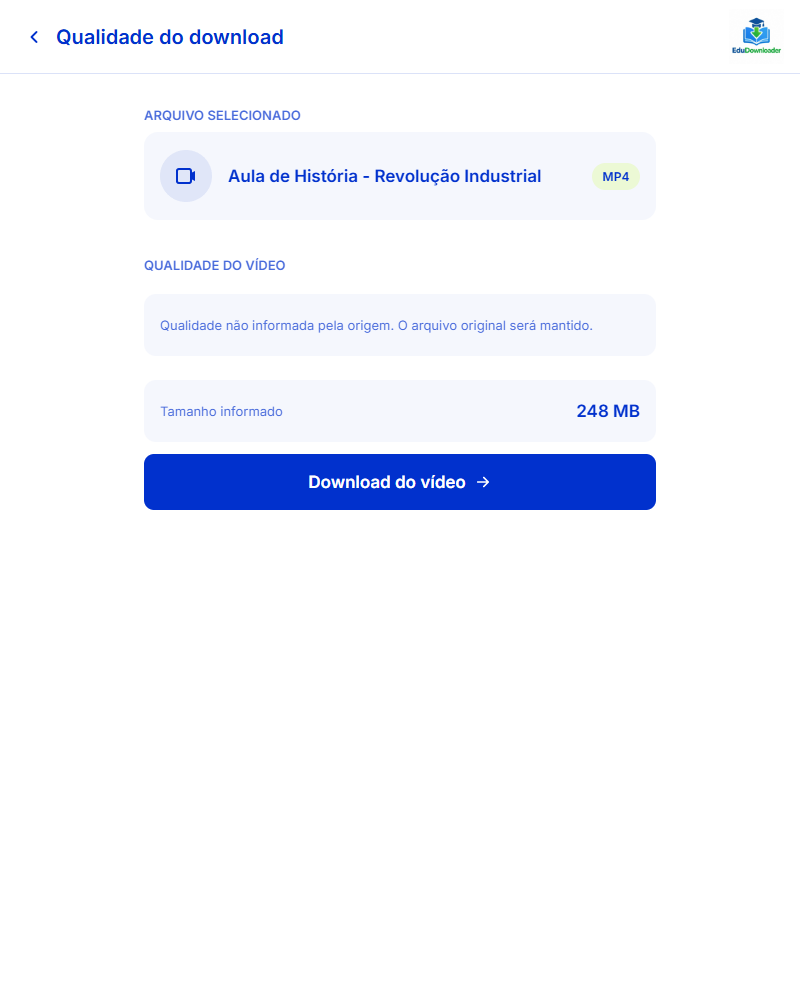 Qualidade do download
EduDownloader
ARQUIVO SELECIONADO
Aula de História - Revolução Industrial
MP4
QUALIDADE DO VÍDEO
Qualidade não informada pela origem. O arquivo original será mantido.
Tamanho informado
248 MB
Download do vídeo →